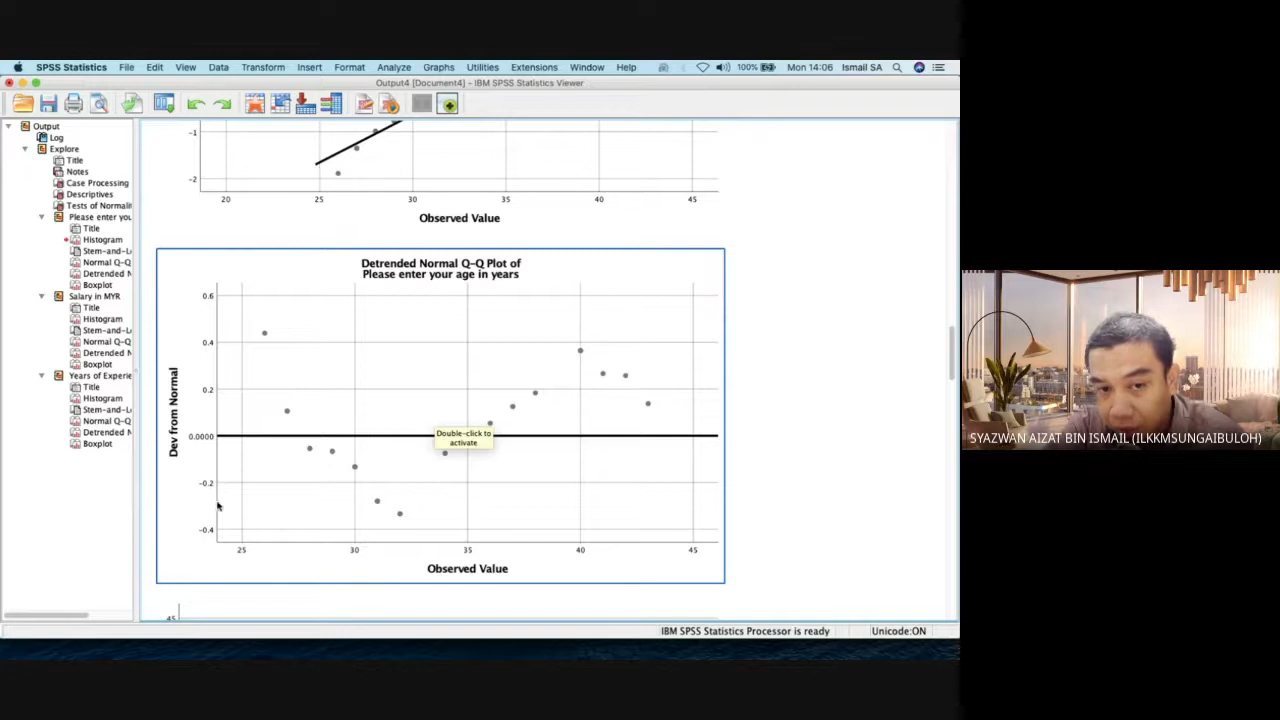 SPSS Statistics File Edit View Data Transform Insert Format Analyze Graphs Utilities Extensions Window Help 100% Mon 14:06 Ismail SA
Output4 [Document4] - IBM SPSS Statistics Viewer
Output
Log
Explore
Title
Notes
Case Processing
Descriptives
Tests of Normali
Please enter you
Title
Histogram
Stem-and-Le
Normal Q-Q
Detrended N
Boxplot
Salary in MYR
Title
Histogram
Stem-and-Le
Normal Q-Q
Detrended N
Boxplot
Years of Experie
Title
Histogram
Stem-and-Le
Normal Q-Q
Detrended N
Boxplot
-1
-2
20 25 30 35 40 45
Observed Value
Detrended Normal Q-Q Plot of
Please enter your age in years
Dev from Normal
0.6
0.4
0.2
0.0000
-0.2
-0.4
Double-click to
activate
25 30 35 40 45
Observed Value
45
IBM SPSS Statistics Processor is ready Unicode:ON
SYAZWAN AIZAT BIN ISMAIL (ILKKMSUNGAIBULOH)